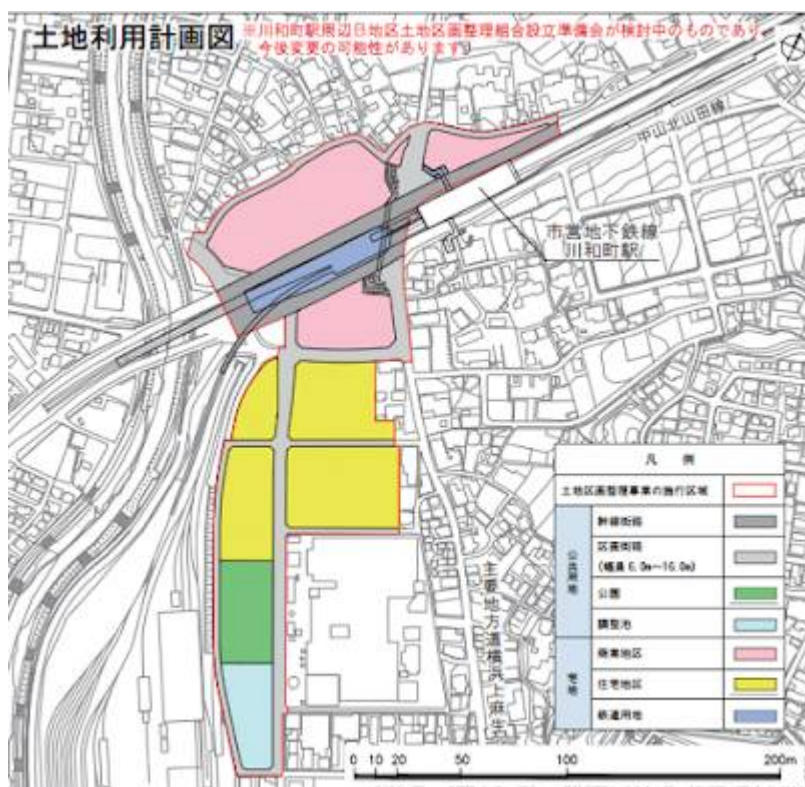 土地利用計画図
※川和町駅周辺西地区土地区画整理組合設立準備会が検討中のものであり、
今後変更の可能性があります。
中山北山田線
市営地下鉄線
川和町駅
主要地方道横浜上麻生
凡 例
土地区画整理事業の施行区域
公共用地
幹線街路
区画街路
(幅員 6.0m~16.0m)
公園
調整池
宅地
商業地区
住宅地区
鉄道用地
0 10 20 50 100 200m